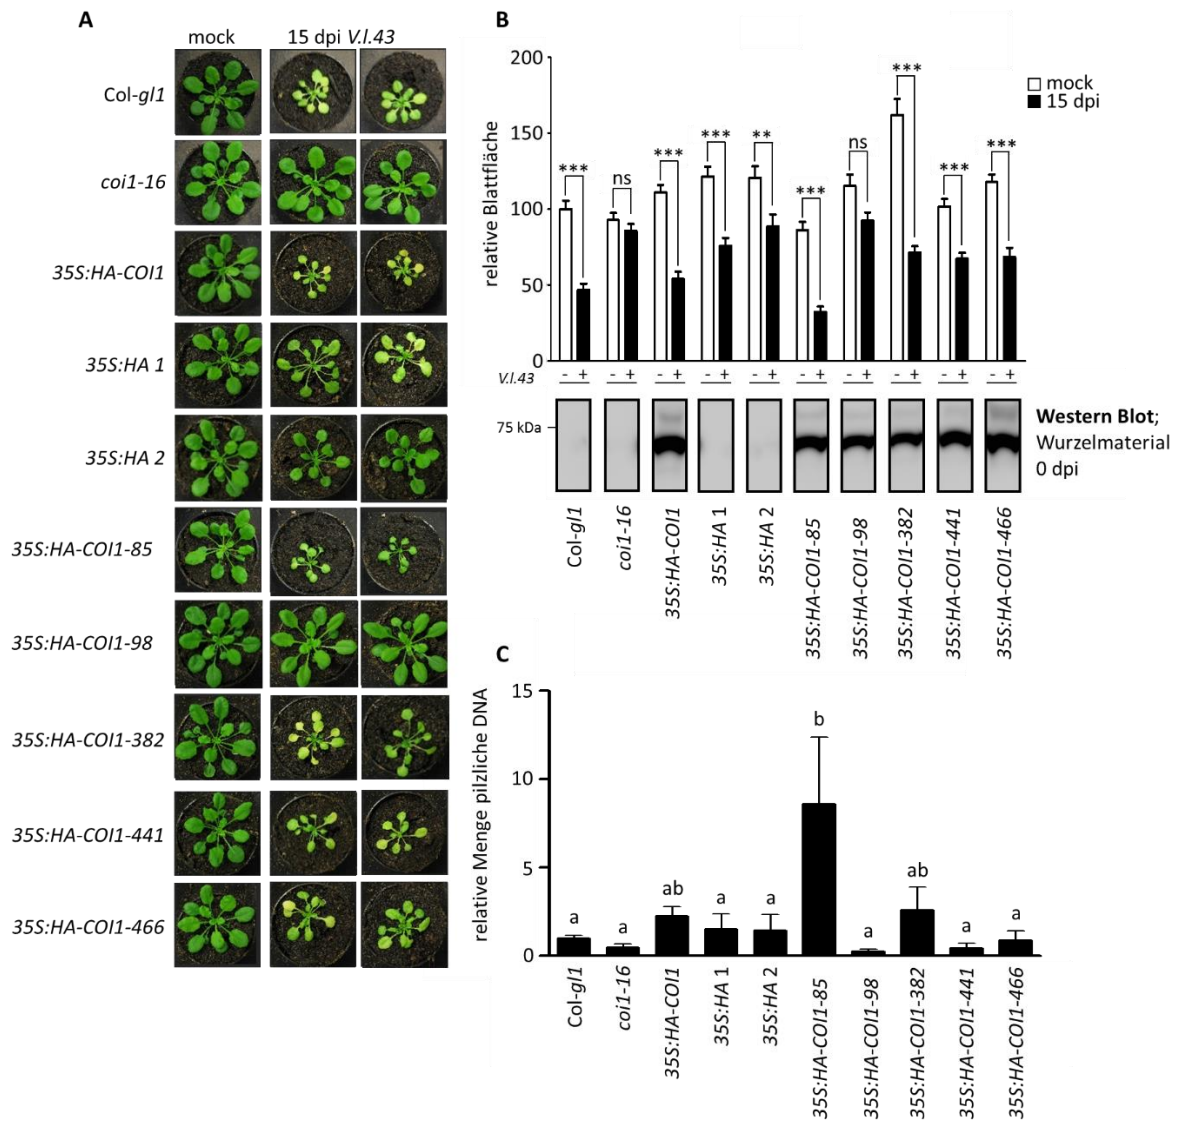 A
mock
15 dpi V.l.43
Col-gl1
coi1-16
35S:HA-COI1
35S:HA 1
35S:HA 2
35S:HA-COI1-85
35S:HA-COI1-98
35S:HA-COI1-382
35S:HA-COI1-441
35S:HA-COI1-466
B
relative Blattfläche
200
150
100
50
0
*** ns *** *** ** *** ns *** *** ***
mock
15 dpi
V.l.43
- + - + - + - + - + - + - + - + - + - +
75 kDa
Western Blot;
Wurzelmaterial
0 dpi
Col-gl1
coi1-16
35S:HA-COI1
35S:HA 1
35S:HA 2
35S:HA-COI1-85
35S:HA-COI1-98
35S:HA-COI1-382
35S:HA-COI1-441
35S:HA-COI1-466
C
relative Menge pilzliche DNA
15
10
5
0
a a ab a a b a ab a a
Col-gl1
coi1-16
35S:HA-COI1
35S:HA 1
35S:HA 2
35S:HA-COI1-85
35S:HA-COI1-98
35S:HA-COI1-382
35S:HA-COI1-441
35S:HA-COI1-466